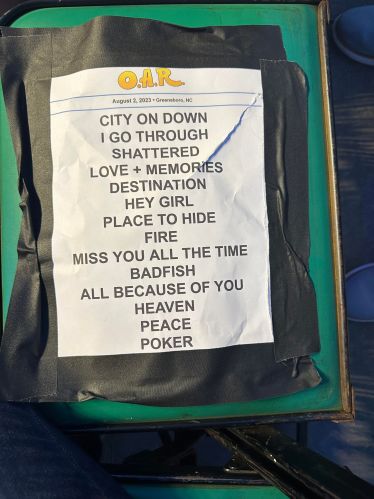 O.A.R.
August 2, 2023 • Greensboro, NC
CITY ON DOWN
I GO THROUGH
SHATTERED
LOVE + MEMORIES
DESTINATION
HEY GIRL
PLACE TO HIDE
FIRE
MISS YOU ALL THE TIME
BADFISH
ALL BECAUSE OF YOU
HEAVEN
PEACE
POKER